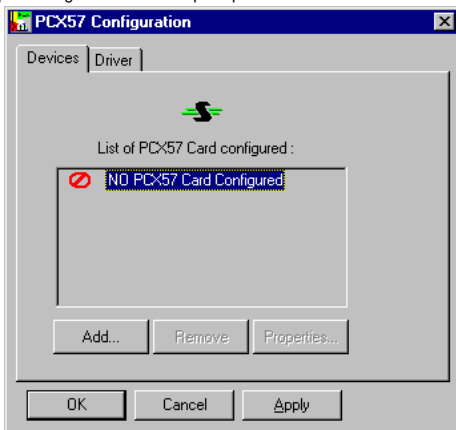 PCX57 Configuration
Devices Driver
List of PCX57 Card configured :
NO PCX57 Card Configured
Add... Remove Properties...
OK Cancel Apply